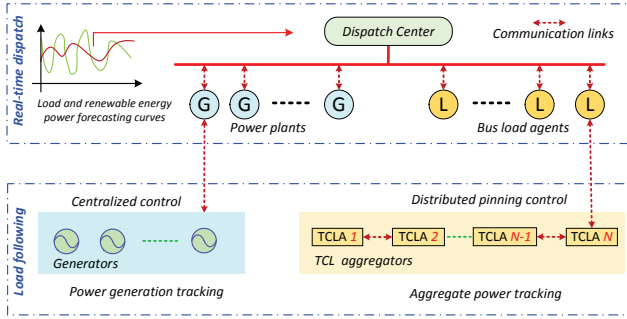 Real-time dispatch
Dispatch Center
Communication links
Load and renewable energy
power forecasting curves
G G G L L L
Power plants
Bus load agents
Load following
Centralized control
Distributed pinning control
TCLA 1 TCLA 2 TCLA N-1 TCLA N
Generators
TCL aggregators
Power generation tracking
Aggregate power tracking